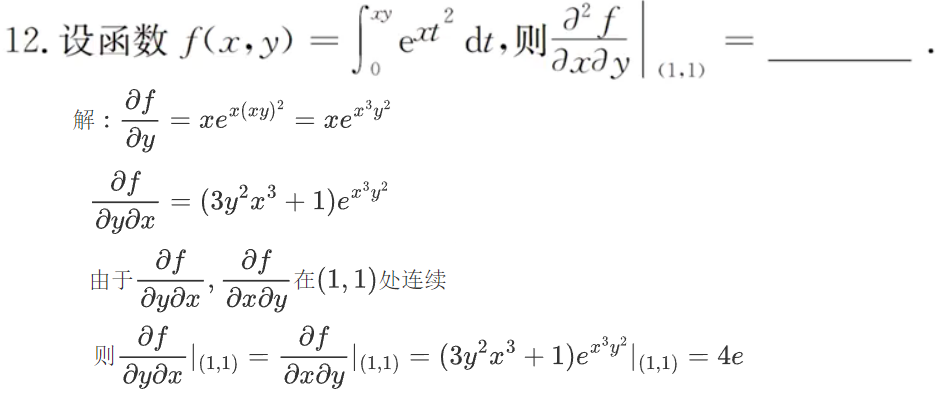 12. 设函数 f(x,y) = ∫₀^{xy} e^{xt²} dt,则 ∂²f/∂x∂y |_(1,1) = ______ .
解:∂f/∂y = xe^{x(xy)²} = xe^{x³y²}
∂f/∂y∂x = (3y²x³ + 1)e^{x³y²}
由于 ∂f/∂y∂x , ∂f/∂x∂y 在(1, 1)处连续
则 ∂f/∂y∂x |_(1,1) = ∂f/∂x∂y |_(1,1) = (3y²x³ + 1)e^{x³y²}|_(1,1) = 4e